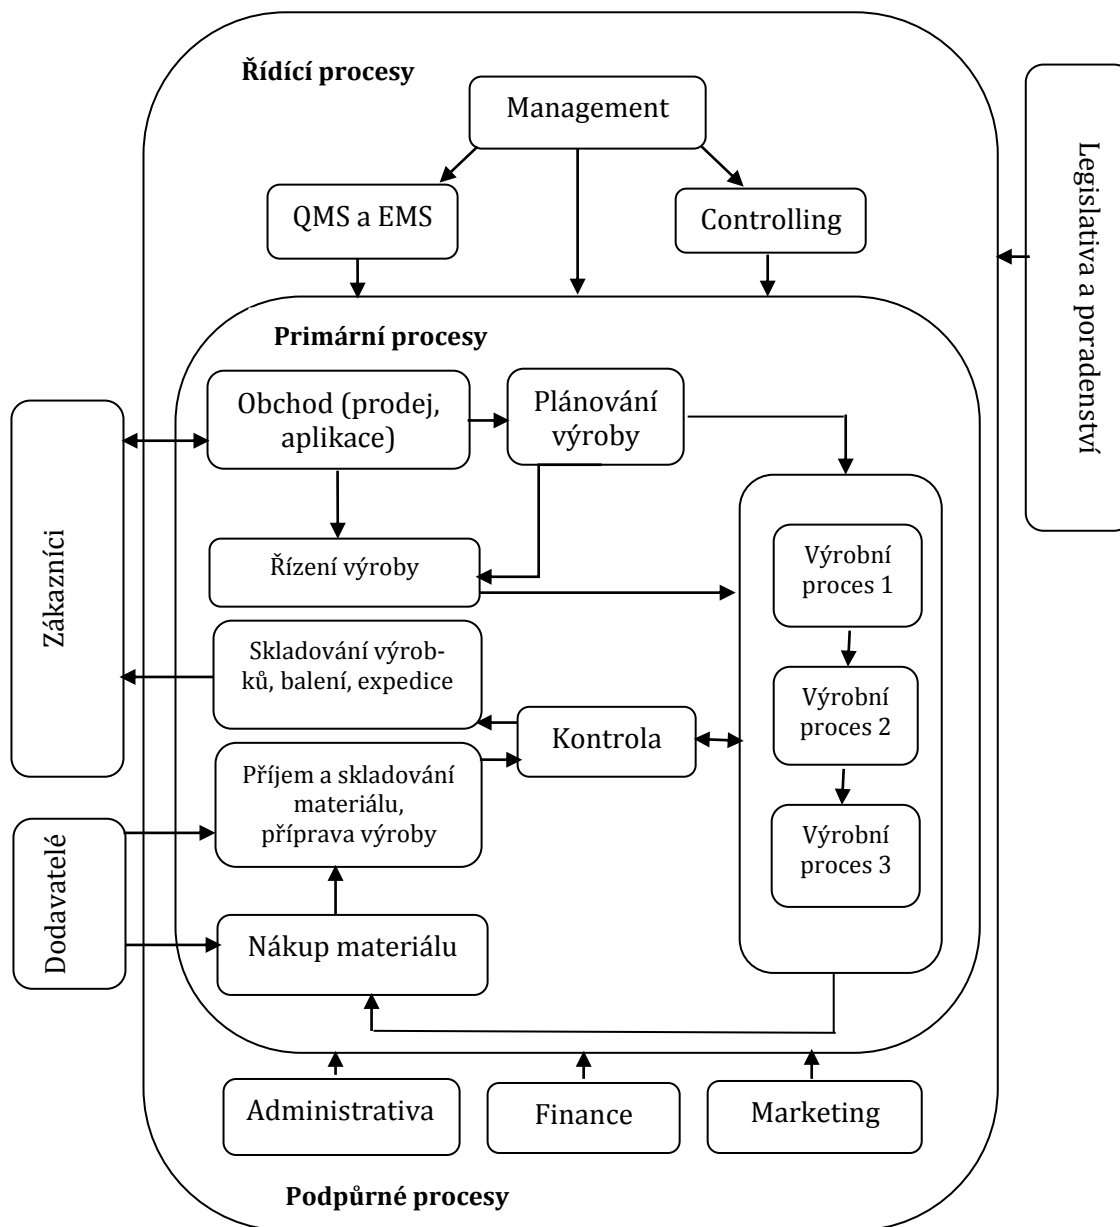 Řídící procesy
Management
QMS a EMS
Controlling
Legislativa a poradenství
Primární procesy
Obchod (prodej,
aplikace)
Plánování
výroby
Zákazníci
Řízení výroby
Výrobní
proces 1
Skladování výrob-
ků, balení, expedice
Výrobní
proces 2
Kontrola
Příjem a skladování
materiálu,
příprava výroby
Výrobní
proces 3
Dodavatelé
Nákup materiálu
Administrativa
Finance
Marketing
Podpůrné procesy